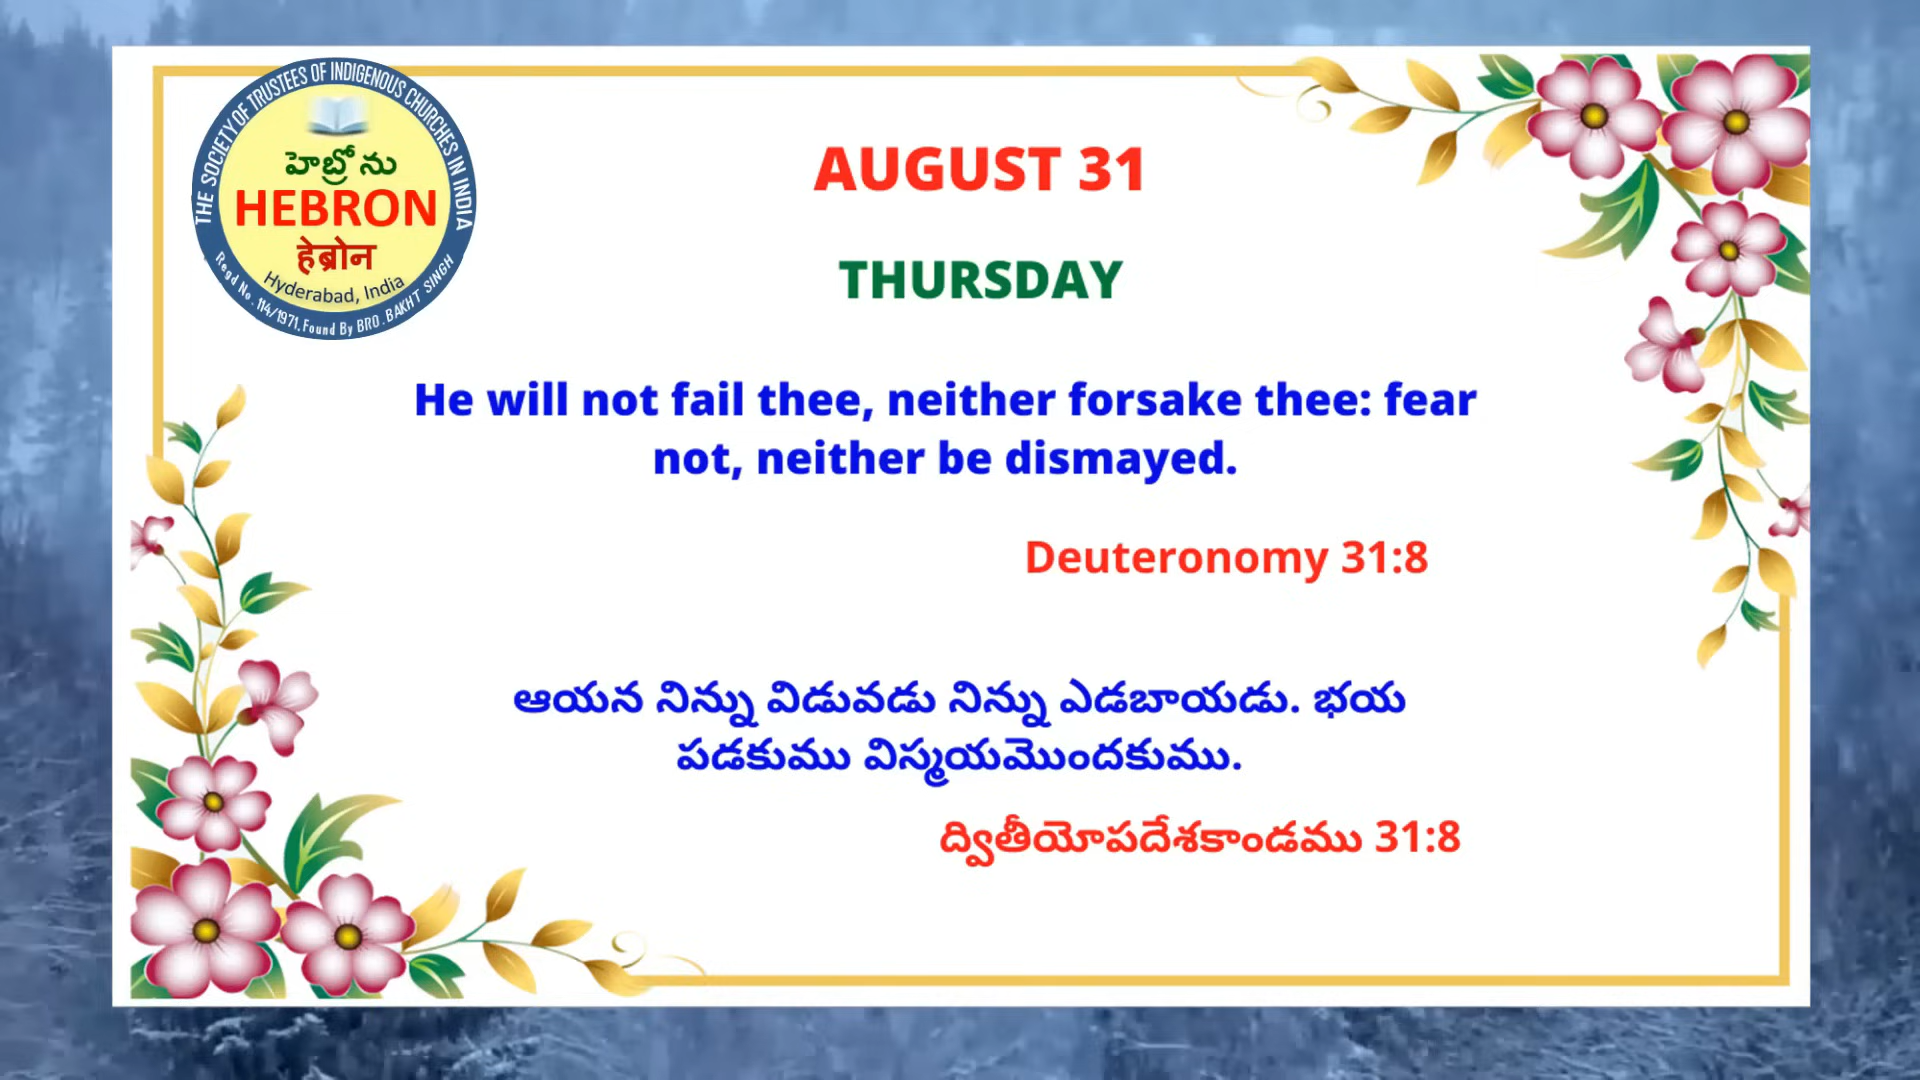 THE SOCIETY OF TRUSTEES OF INDIGENOUS CHURCHES IN INDIA
హెబ్రోను
HEBRON
हेब्रोन
Hyderabad, India
Regd No. 114/1971, Found By BRO. BAKHT SINGH
AUGUST 31
THURSDAY
He will not fail thee, neither forsake thee: fear
not, neither be dismayed.
Deuteronomy 31:8
ఆయన నిన్ను విడువడు నిన్ను ఎడబాయడు. భయ
పడకుము విస్మయమొందకుము.
ద్వితీయోపదేశకాండము 31:8